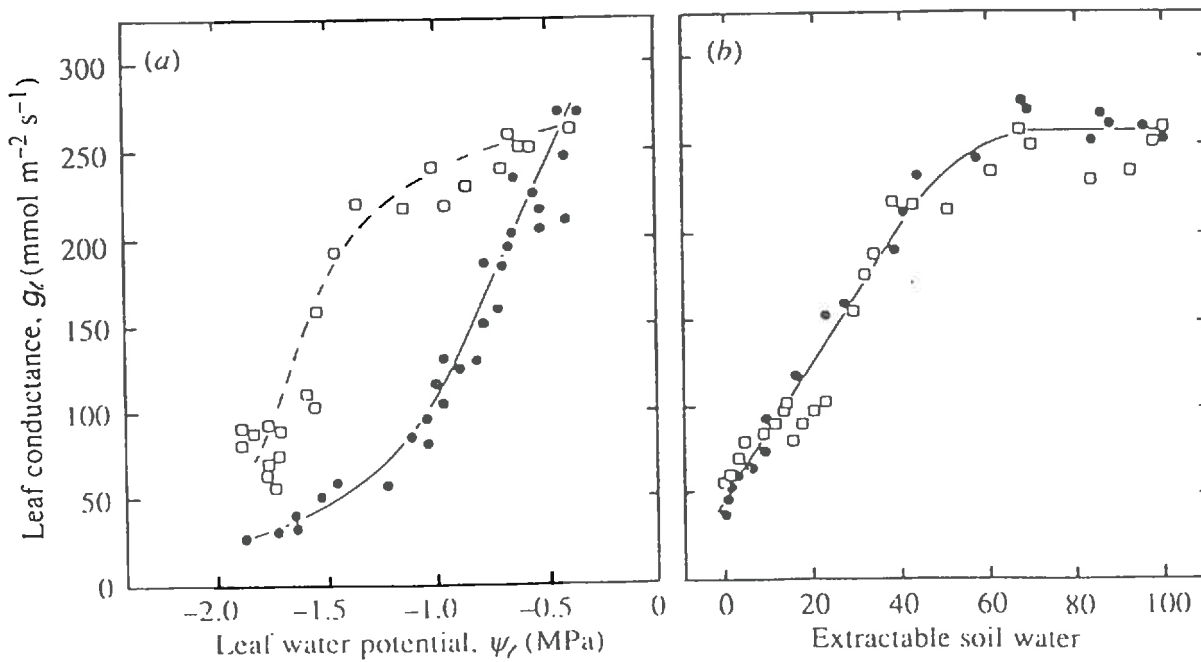 (a)
(b)
300
250
200
150
100
50
0
Leaf conductance, gℓ (mmol m⁻² s⁻¹)
−2.0 −1.5 −1.0 −0.5 0
Leaf water potential, ψℓ (MPa)
0 20 40 60 80 100
Extractable soil water